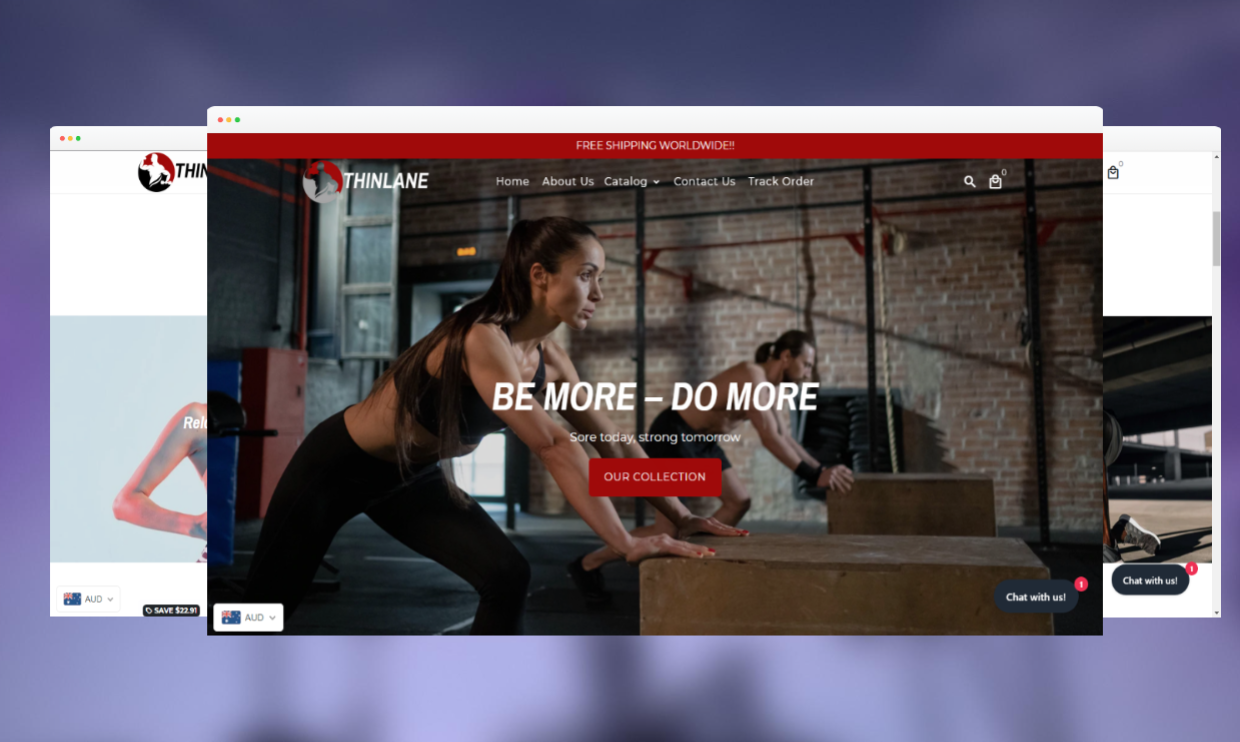 FREE SHIPPING WORLDWIDE!!
THINLANE
Home About Us Catalog Contact Us Track Order
0
BE MORE – DO MORE
Sore today, strong tomorrow
OUR COLLECTION
AUD
Chat with us!
1
THIN
Relo
AUD
SAVE $22.91
0
Chat with us!
1